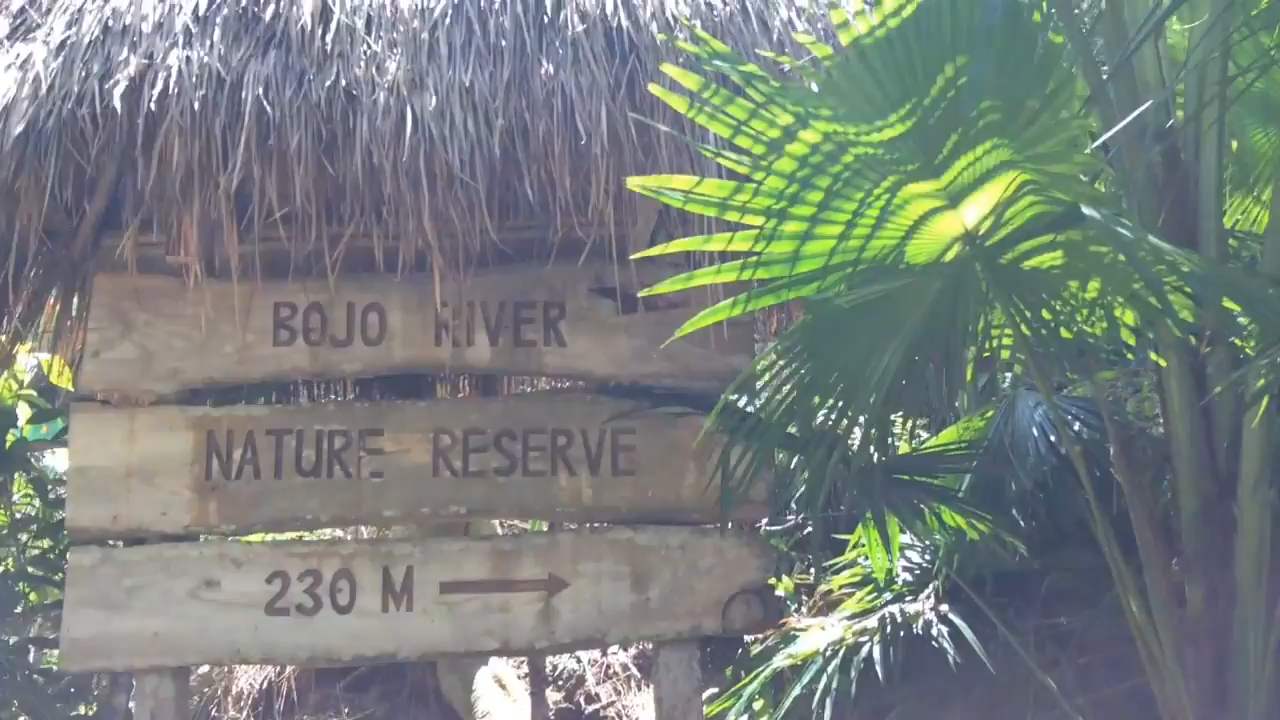 BOJO RIVER
NATURE RESERVE
230 M →